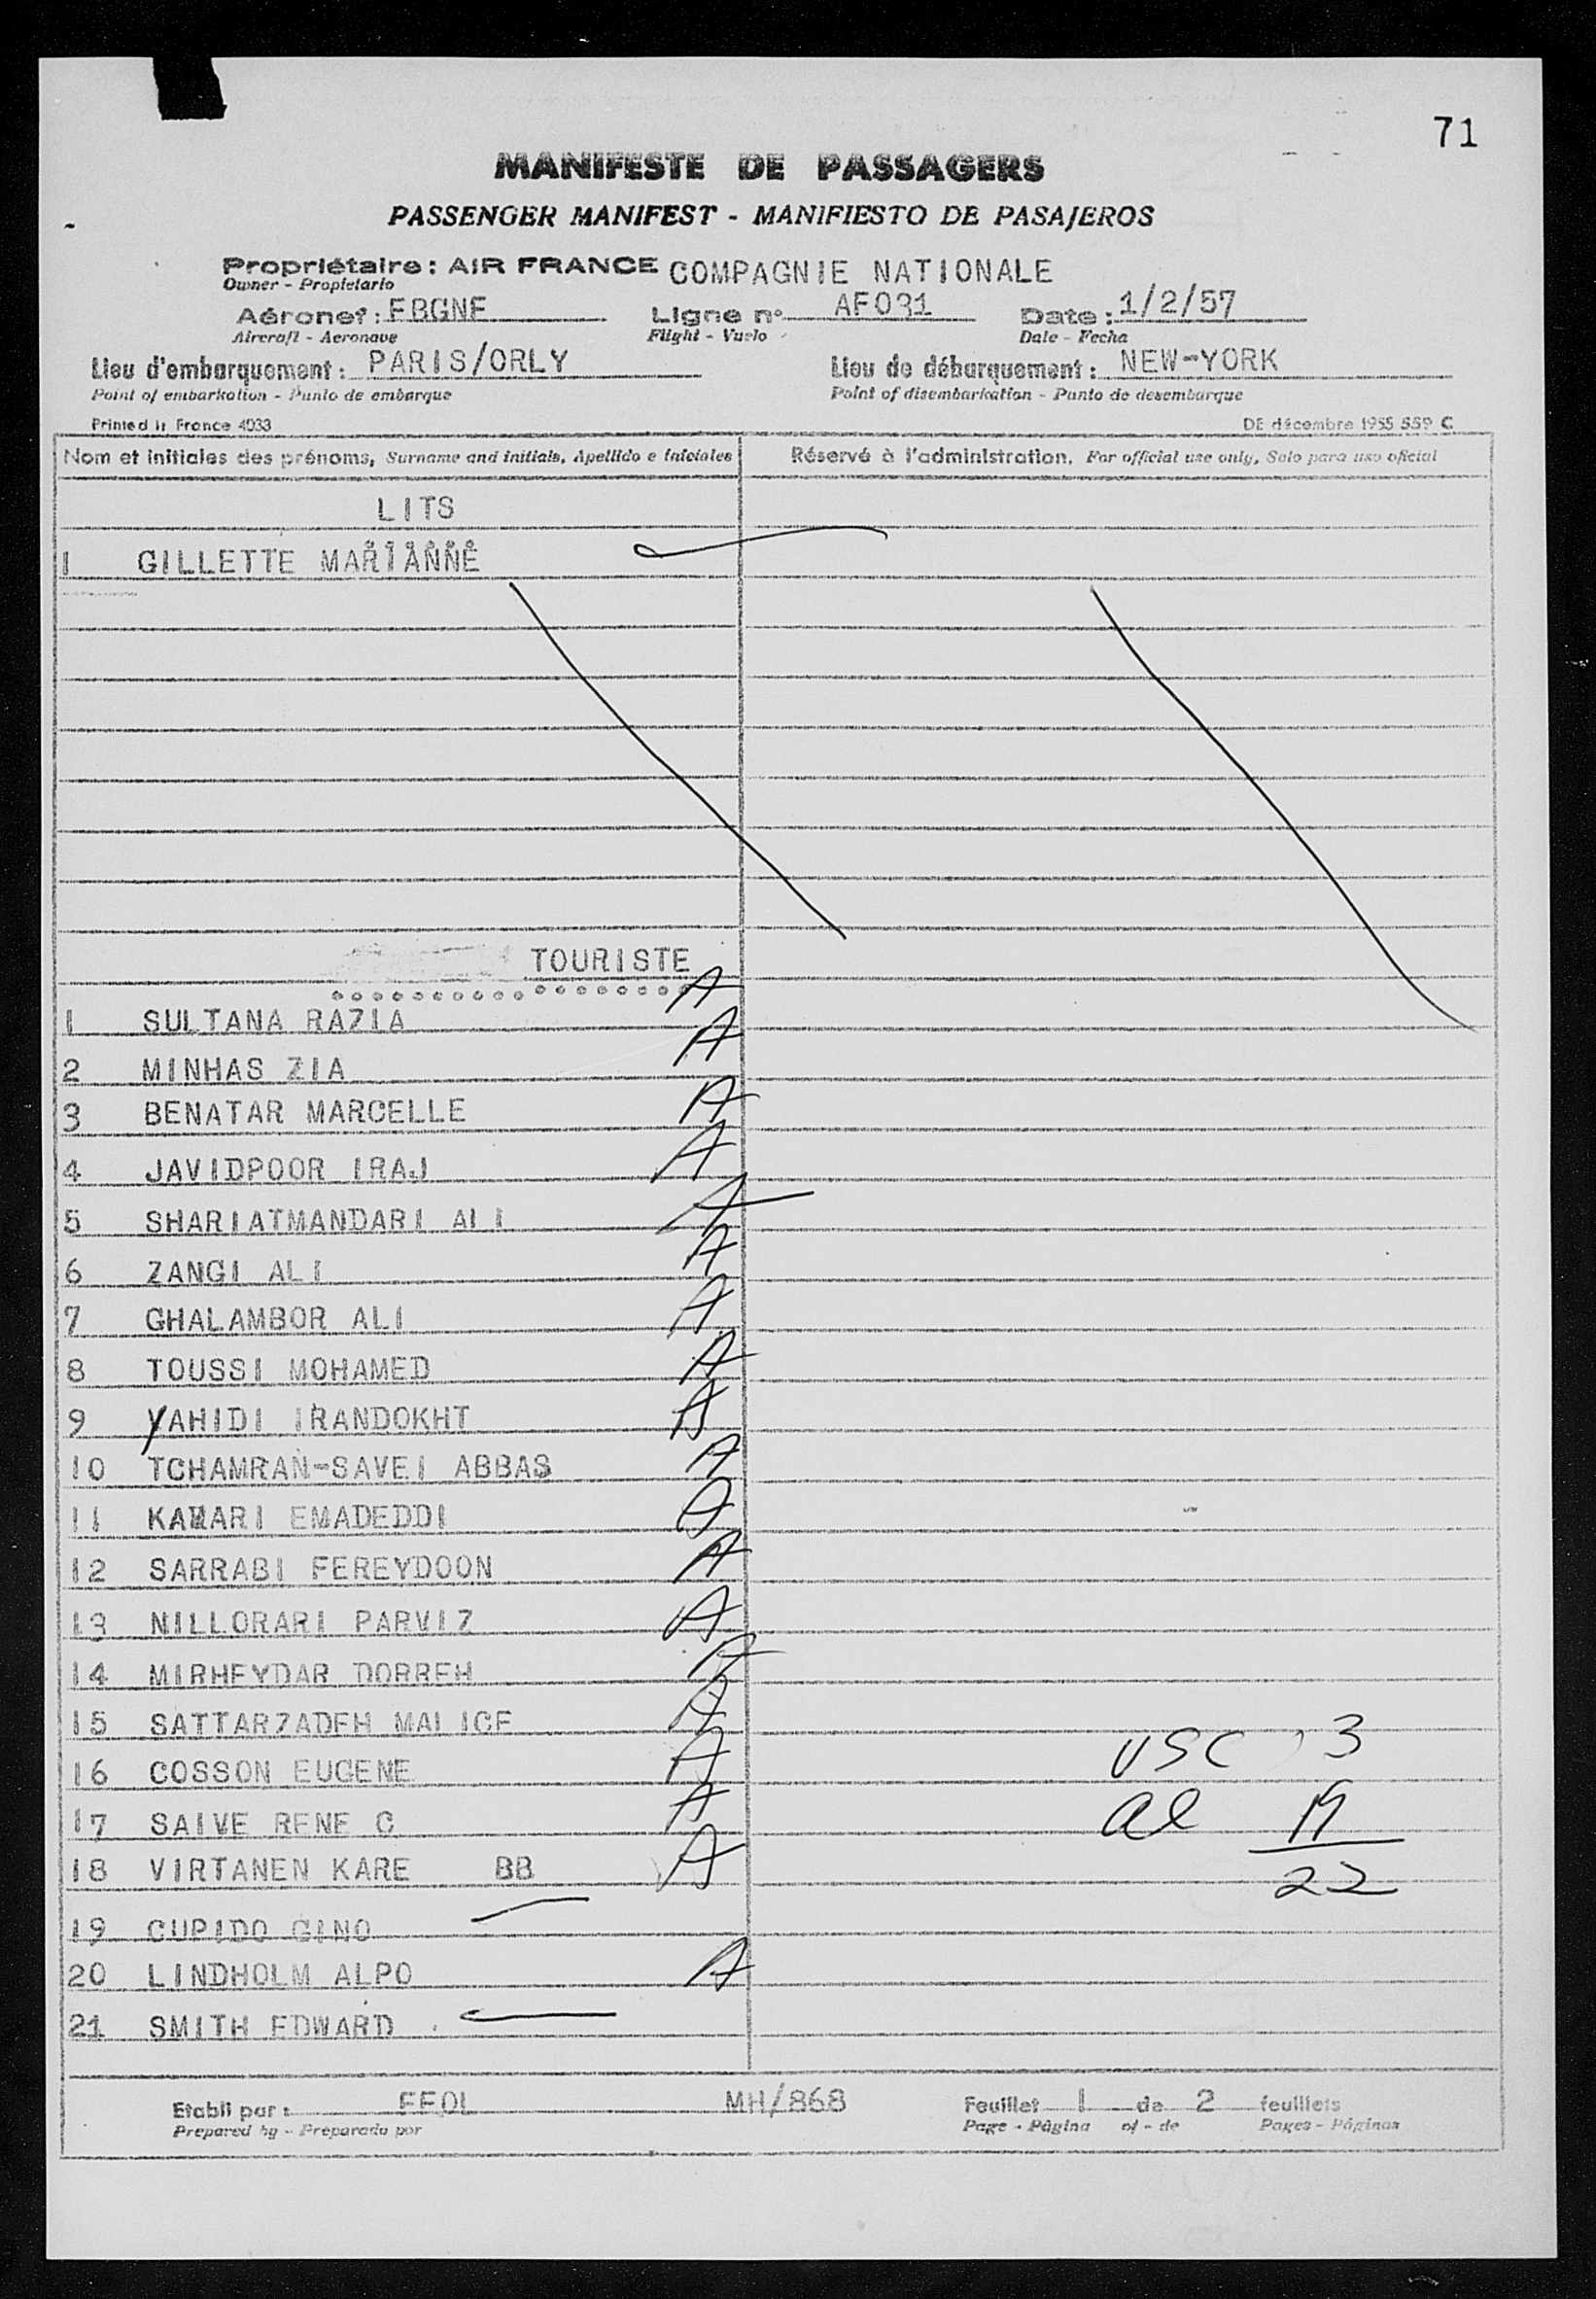 71
MANIFESTE DE PASSAGERS
PASSENGER MANIFEST - MANIFIESTO DE PASAJEROS
Propriétaire: AIR FRANCE COMPAGNIE NATIONALE
Owner - Propietario
Aéronef: FBGNE Ligne n° AF031 Date: 1/2/57
Aircraft - Aeronave Flight - Vuelo Date - Fecha
Lieu d'embarquement: PARIS/ORLY Lieu de débarquement: NEW-YORK
Point of embarkation - Punto de embarque Point of disembarkation - Punto de desembarque
Printed in France 4033 DE décembre 1955 559 C
Nom et initiales des prénoms, Surname and initials, Apellido e iniciales Réservé à l'administration, For official use only, Solo para uso oficial
LITS
1 GILLETTE MARIANNE
TOURISTE
1 SULTANA RAZIA A
2 MINHAS ZIA A
3 BENATAR MARCELLE A
4 JAVIDPOOR IRAJ A
5 SHARIATMANDARI ALI A
6 ZANGI ALI A
7 GHALAMBOR ALI A
8 TOUSSI MOHAMED A
9 VAHIDI IRANDOKHT A
10 TCHAMRAN-SAVEI ABBAS A
11 EMADEDDI A
12 SARRABI FEREYDOON A
13 NILLORARI PARVIZ A
14 MIRHEYDAR DORREH A
15 SATTARZADEH MALICE A
16 COSSON EUGENE A
17 SAIVE RENE C A
18 VIRTANEN KARE BB A
19 CUPIDO GINO
20 LINDHOLM ALPO A
21 SMITH EDWARD
USC 3
al 19
22
Etabli par: FFOL MH/868 Feuillet 1 de 2 feuillets
Prepared by - Preparado por Page - Página of - de Pages - Páginas